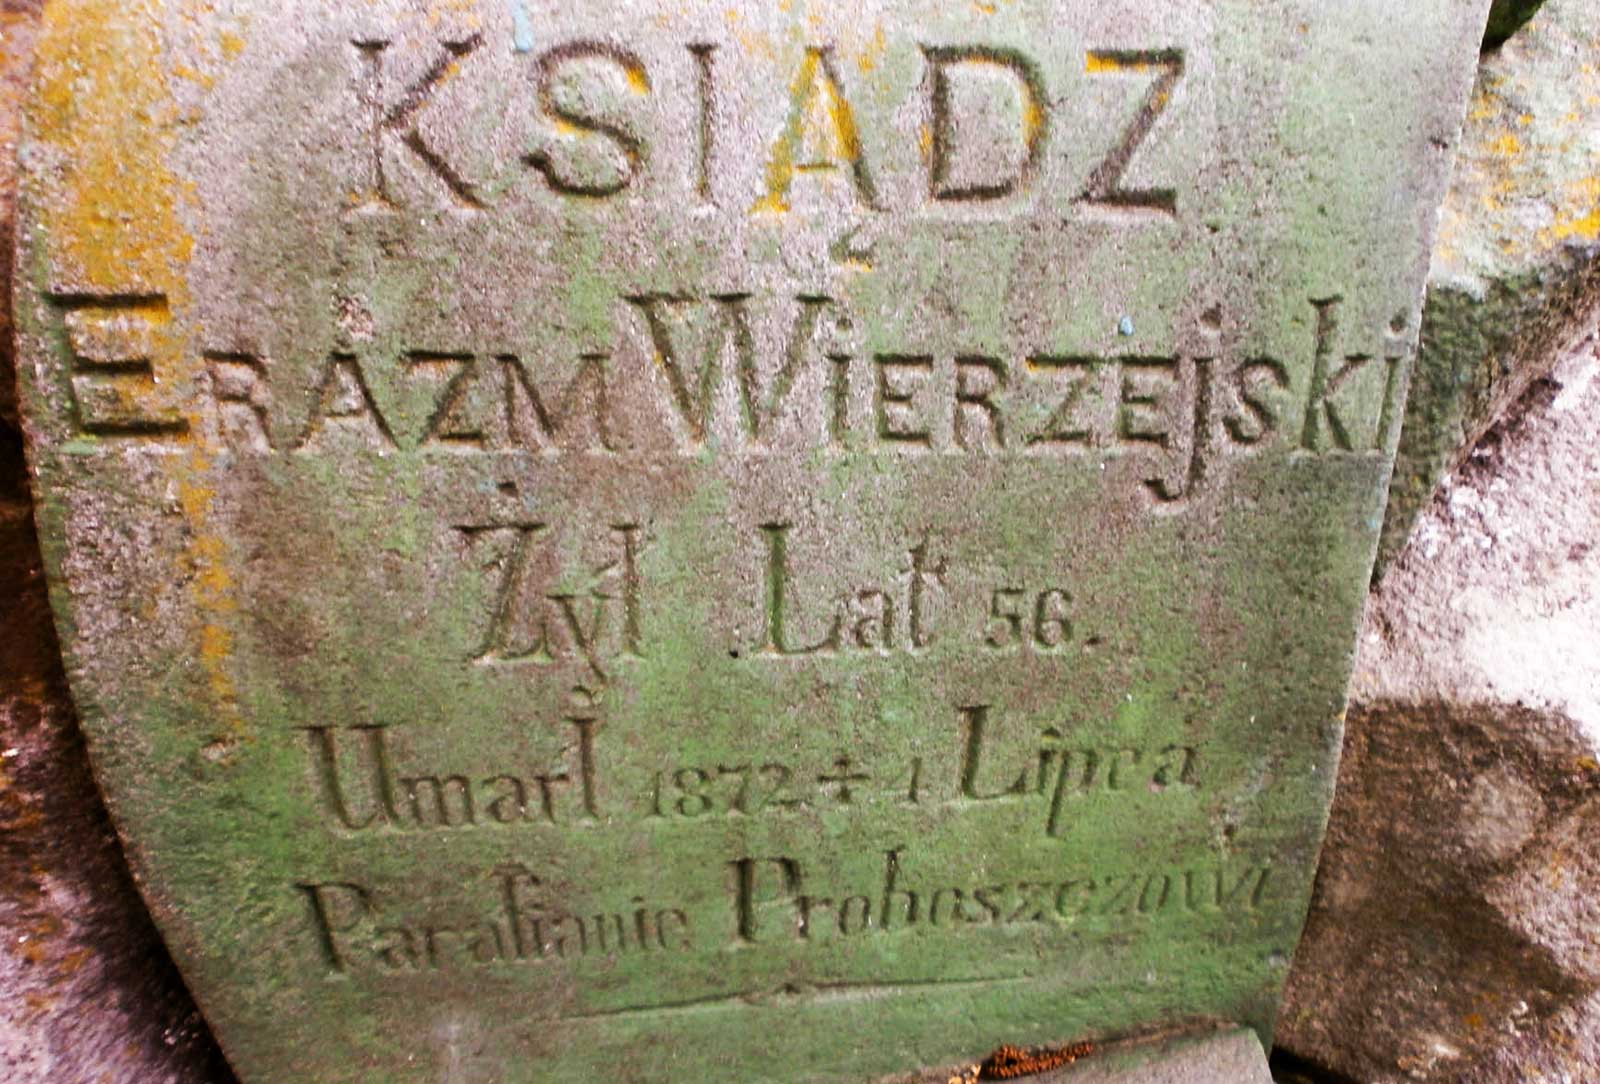 KSIĄDZ
ERAZM WIERZEJSKI
Żył Lat 56.
Umarł 1872 + 1 Lipca
Parafianie Proboszczowi